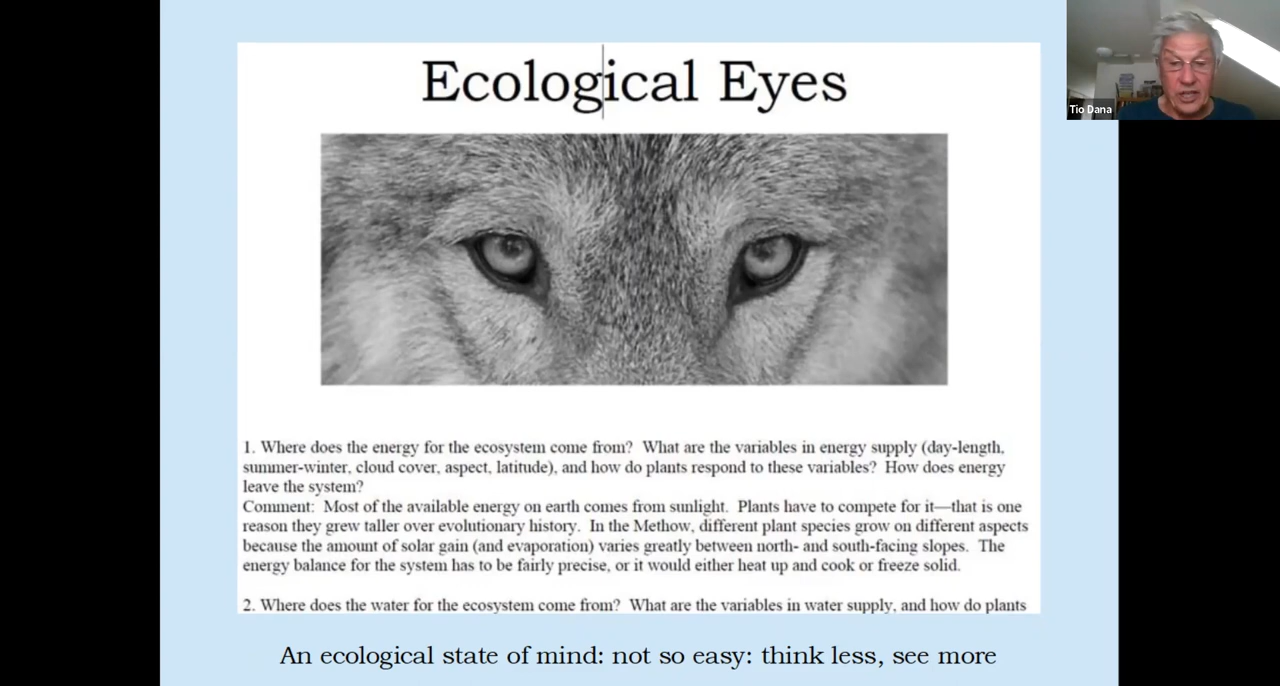 Ecological Eyes
Tio Dana
1. Where does the energy for the ecosystem come from?  What are the variables in energy supply (day-length,
summer-winter, cloud cover, aspect, latitude), and how do plants respond to these variables?  How does energy
leave the system?
Comment:  Most of the available energy on earth comes from sunlight.  Plants have to compete for it—that is one
reason they grew taller over evolutionary history.  In the Methow, different plant species grow on different aspects
because the amount of solar gain (and evaporation) varies greatly between north- and south-facing slopes.  The
energy balance for the system has to be fairly precise, or it would either heat up and cook or freeze solid.
2. Where does the water for the ecosystem come from?  What are the variables in water supply, and how do plants
An ecological state of mind: not so easy: think less, see more